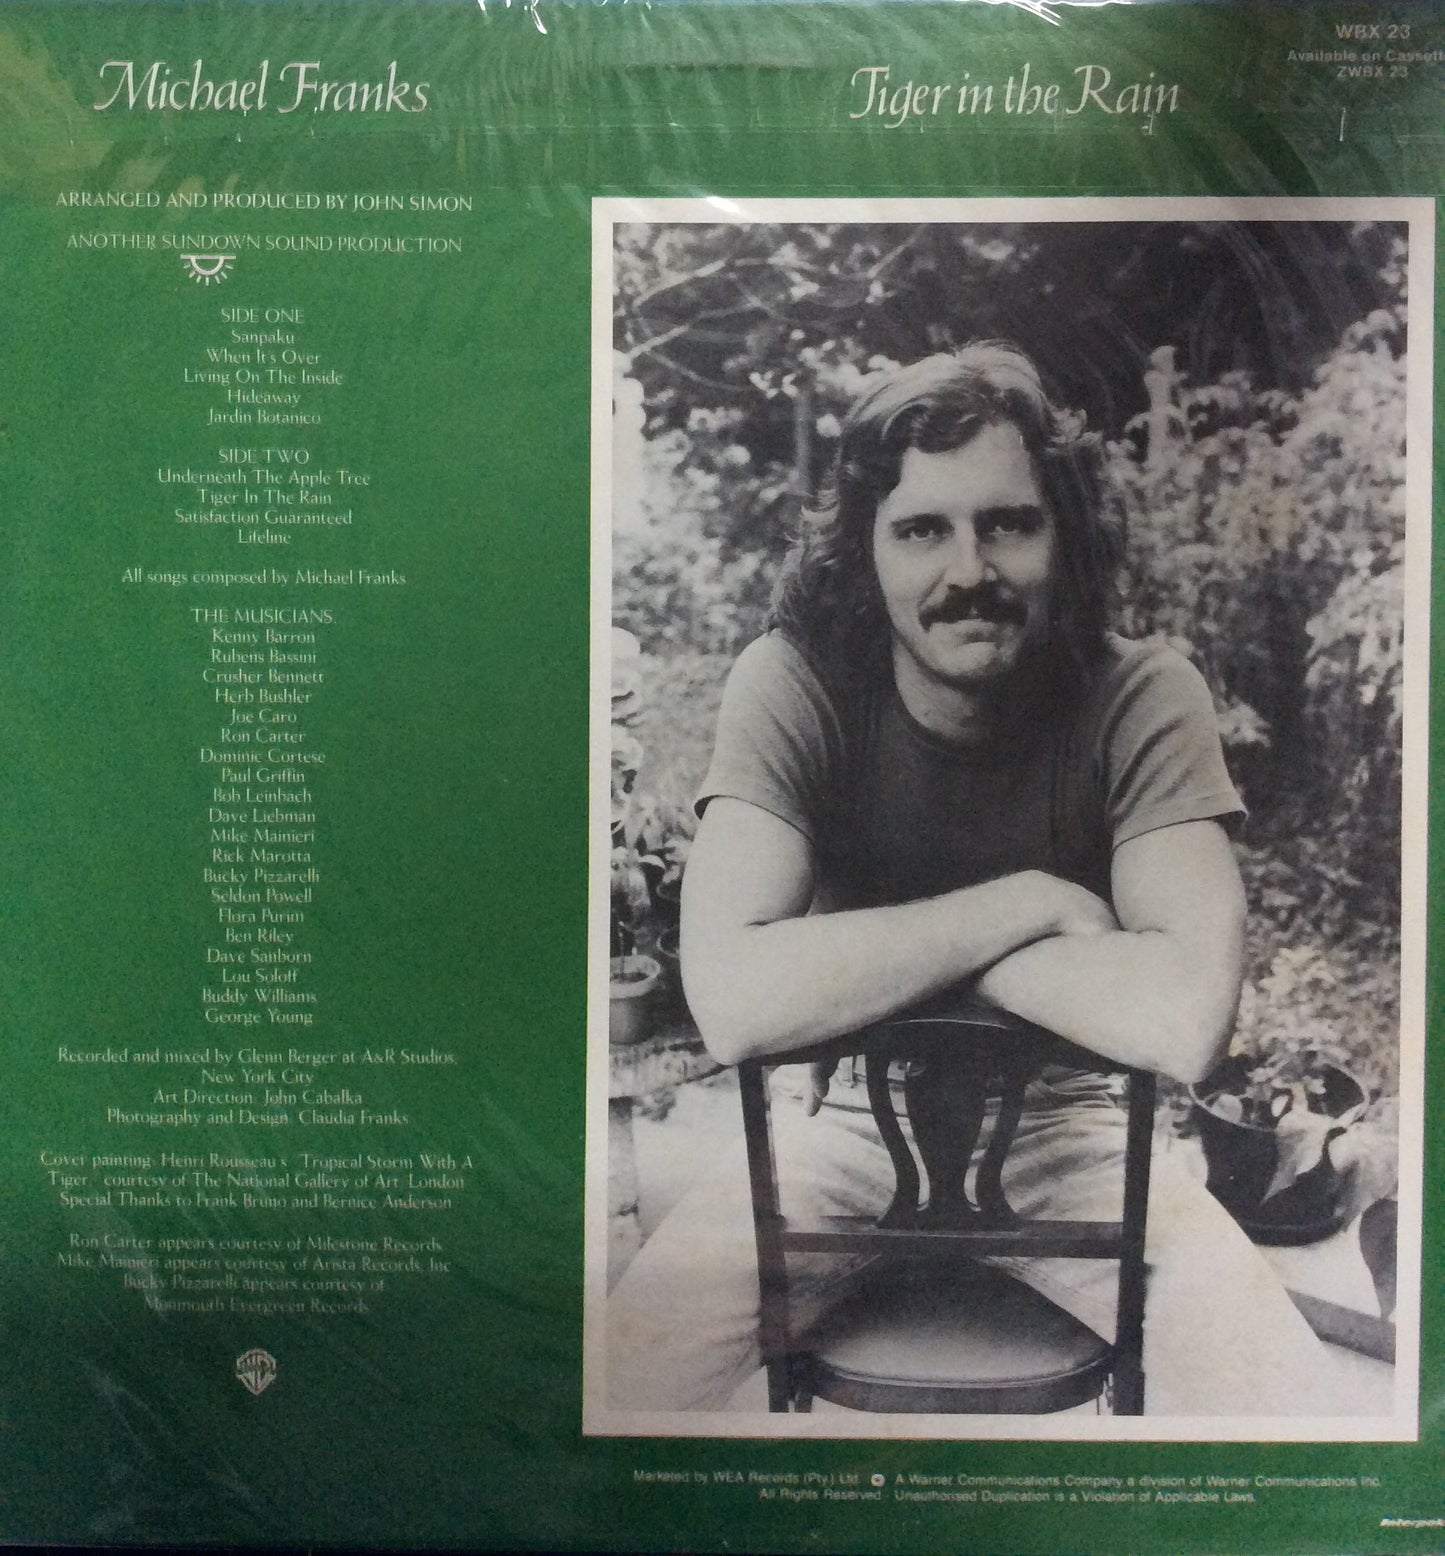 WBX 23
Available on Cassett
ZWBX 23
Michael Franks
Tiger in the Rain
ARRANGED AND PRODUCED BY JOHN SIMON
ANOTHER SUNDOWN SOUND PRODUCTION
SIDE ONE
Sanpaku
When It's Over
Living On The Inside
Hideaway
Jardin Botanico
SIDE TWO
Underneath The Apple Tree
Tiger In The Rain
Satisfaction Guaranteed
Lifeline
All songs composed by Michael Franks
THE MUSICIANS:
Kenny Barron
Rubens Bassini
Crusher Bennett
Herb Bushler
Joe Caro
Ron Carter
Dominic Cortese
Paul Griffin
Bob Leinbach
Dave Liebman
Mike Mainieri
Rick Marotta
Bucky Pizzarelli
Seldon Powell
Flora Purim
Ben Riley
Dave Sanborn
Lou Soloff
Buddy Williams
George Young
Recorded and mixed by Glenn Berger at A&R Studios,
New York City
Art Direction: John Cabalka
Photography and Design: Claudia Franks
Cover painting: Henri Rousseau's "Tropical Storm With A
Tiger," courtesy of The National Gallery of Art, London
Special Thanks to Frank Bruno and Bernice Anderson
Ron Carter appears courtesy of Milestone Records
Mike Mainieri appears courtesy of Arista Records, Inc.
Bucky Pizzarelli appears courtesy of
Monmouth Evergreen Records
Marketed by WEA Records (Pty.) Ltd. A Warner Communications Company a division of Warner Communications Inc.
All Rights Reserved - Unauthorised Duplication is a Violation of Applicable Laws.
Interpak